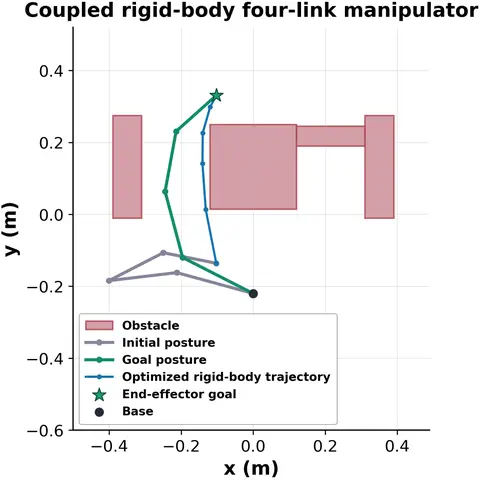 Coupled rigid-body four-link manipulator
y (m)
0.4
0.2
0.0
−0.2
−0.4
−0.6
Obstacle
Initial posture
Goal posture
Optimized rigid-body trajectory
End-effector goal
Base
−0.4 −0.2 0.0 0.2 0.4
x (m)